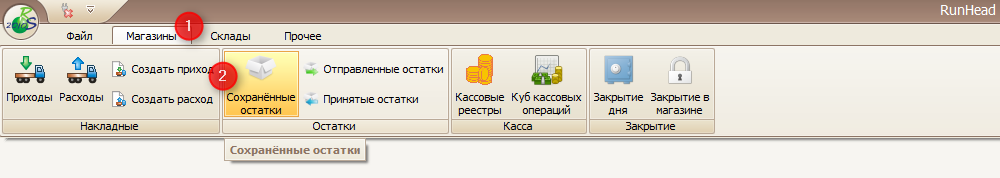 RunHead
Файл Магазины 1 Склады Прочее
Приходы Расходы Создать приход 2 Сохранённые остатки Отправленные остатки Кассовые реестры Куб кассовых операций Закрытие дня Закрытие в магазине
Создать расход Принятые остатки
Накладные Остатки Касса Закрытие
Сохранённые остатки